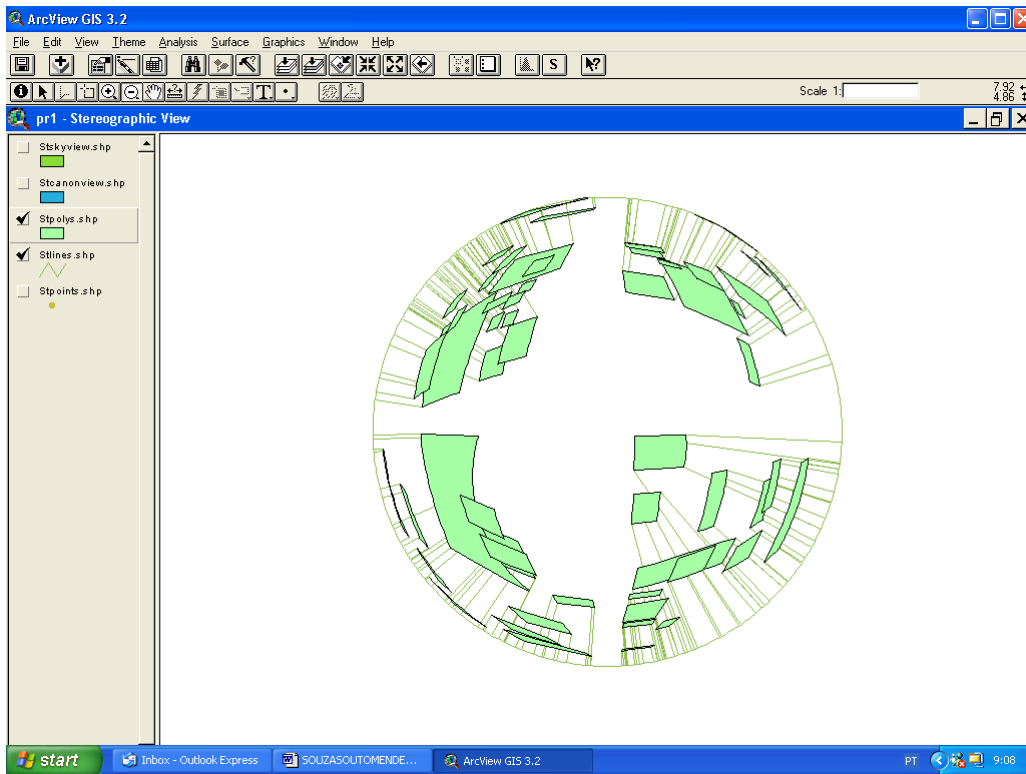 ArcView GIS 3.2
File Edit View Theme Analysis Surface Graphics Window Help
S
T
Scale 1:
7.92
4.86
pr1 - Stereographic View
Stskyview.shp
Stcanonview.shp
Stpolys.shp
Stlines.shp
Stpoints.shp
start Inbox - Outlook Express SOUZASOUTOMENDE... ArcView GIS 3.2 PT 9:08